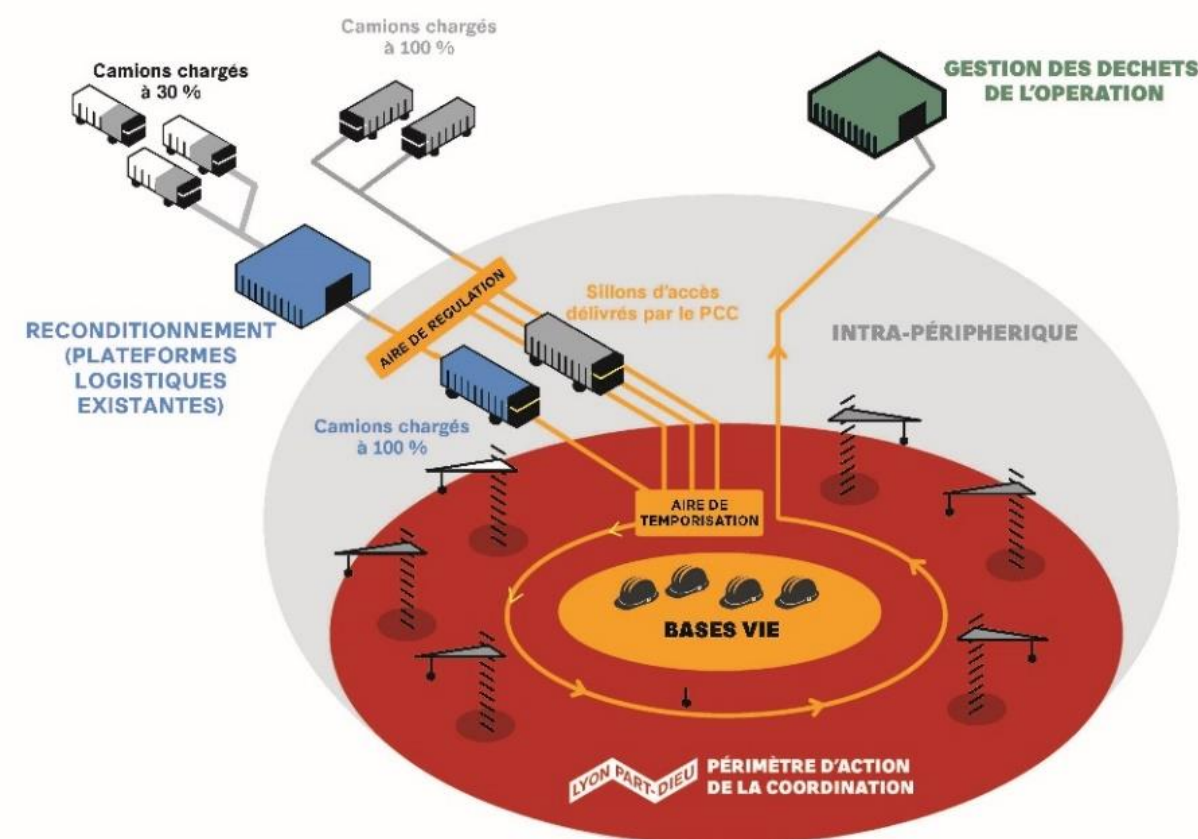 Camions chargés
à 100 %
Camions chargés
à 30 %
GESTION DES DECHETS
DE L'OPERATION
AIRE DE REGULATION
Sillons d'accès
délivrés par le PCC
RECONDITIONNEMENT
(PLATEFORMES
LOGISTIQUES
EXISTANTES)
INTRA-PÉRIPHERIQUE
Camions chargés
à 100 %
AIRE DE
TEMPORISATION
BASES VIE
LYON PART-DIEU
PÉRIMÈTRE D'ACTION
DE LA COORDINATION